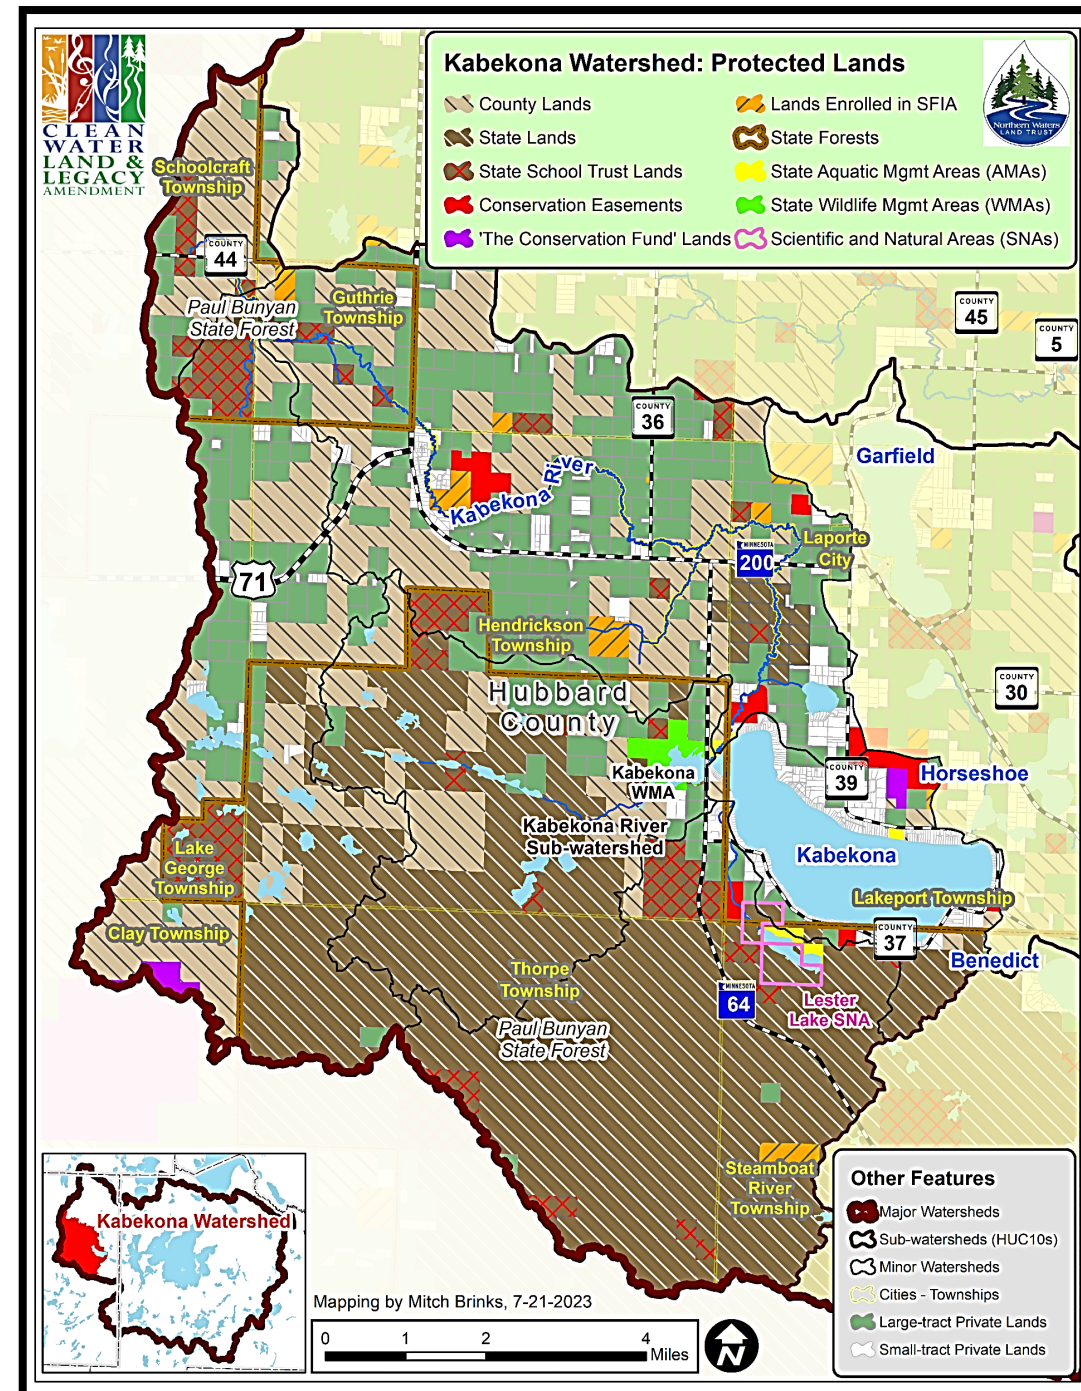 CLEAN
WATER
LAND &
LEGACY
AMENDMENT
Kabekona Watershed: Protected Lands
County Lands
State Lands
State School Trust Lands
Conservation Easements
'The Conservation Fund' Lands
Lands Enrolled in SFIA
State Forests
State Aquatic Mgmt Areas (AMAs)
State Wildlife Mgmt Areas (WMAs)
Scientific and Natural Areas (SNAs)
Northern Waters
LAND TRUST
Schoolcraft
Township
COUNTY
44
Paul Bunyan
State Forest
Guthrie
Township
COUNTY
45
COUNTY
5
COUNTY
36
Garfield
Kabekona River
Laporte
City
MINNESOTA
200
71
Hendrickson
Township
Hubbard
County
COUNTY
30
Kabekona
WMA
COUNTY
39
Horseshoe
Kabekona River
Sub-watershed
Kabekona
Lake
George
Township
Lakeport Township
Clay Township
COUNTY
37
Benedict
Thorpe
Township
MINNESOTA
64
Lester
Lake SNA
Paul Bunyan
State Forest
Steamboat
River
Township
Kabekona Watershed
Mapping by Mitch Brinks, 7-21-2023
0 1 2 4
Miles
N
Other Features
Major Watersheds
Sub-watersheds (HUC10s)
Minor Watersheds
Cities - Townships
Large-tract Private Lands
Small-tract Private Lands